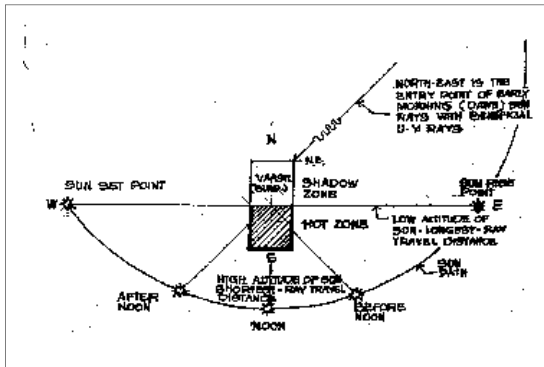 NORTH-EAST IS THE
ENTRY POINT OF EARLY
MORNING (DAWN) SUN
RAYS WITH BENEFICIAL
U-V RAYS
N
N.E.
SHADOW
ZONE
SUN SET POINT
SUN RISE
POINT
W
E
HOT ZONE
LOW ALTITUDE OF
SUN-LONGEST-RAY
TRAVEL DISTANCE
S
SUN
PATH
HIGH ALTITUDE OF SUN
SHORTEST-RAY TRAVEL
DISTANCE
AFTER
NOON
NOON
BEFORE
NOON